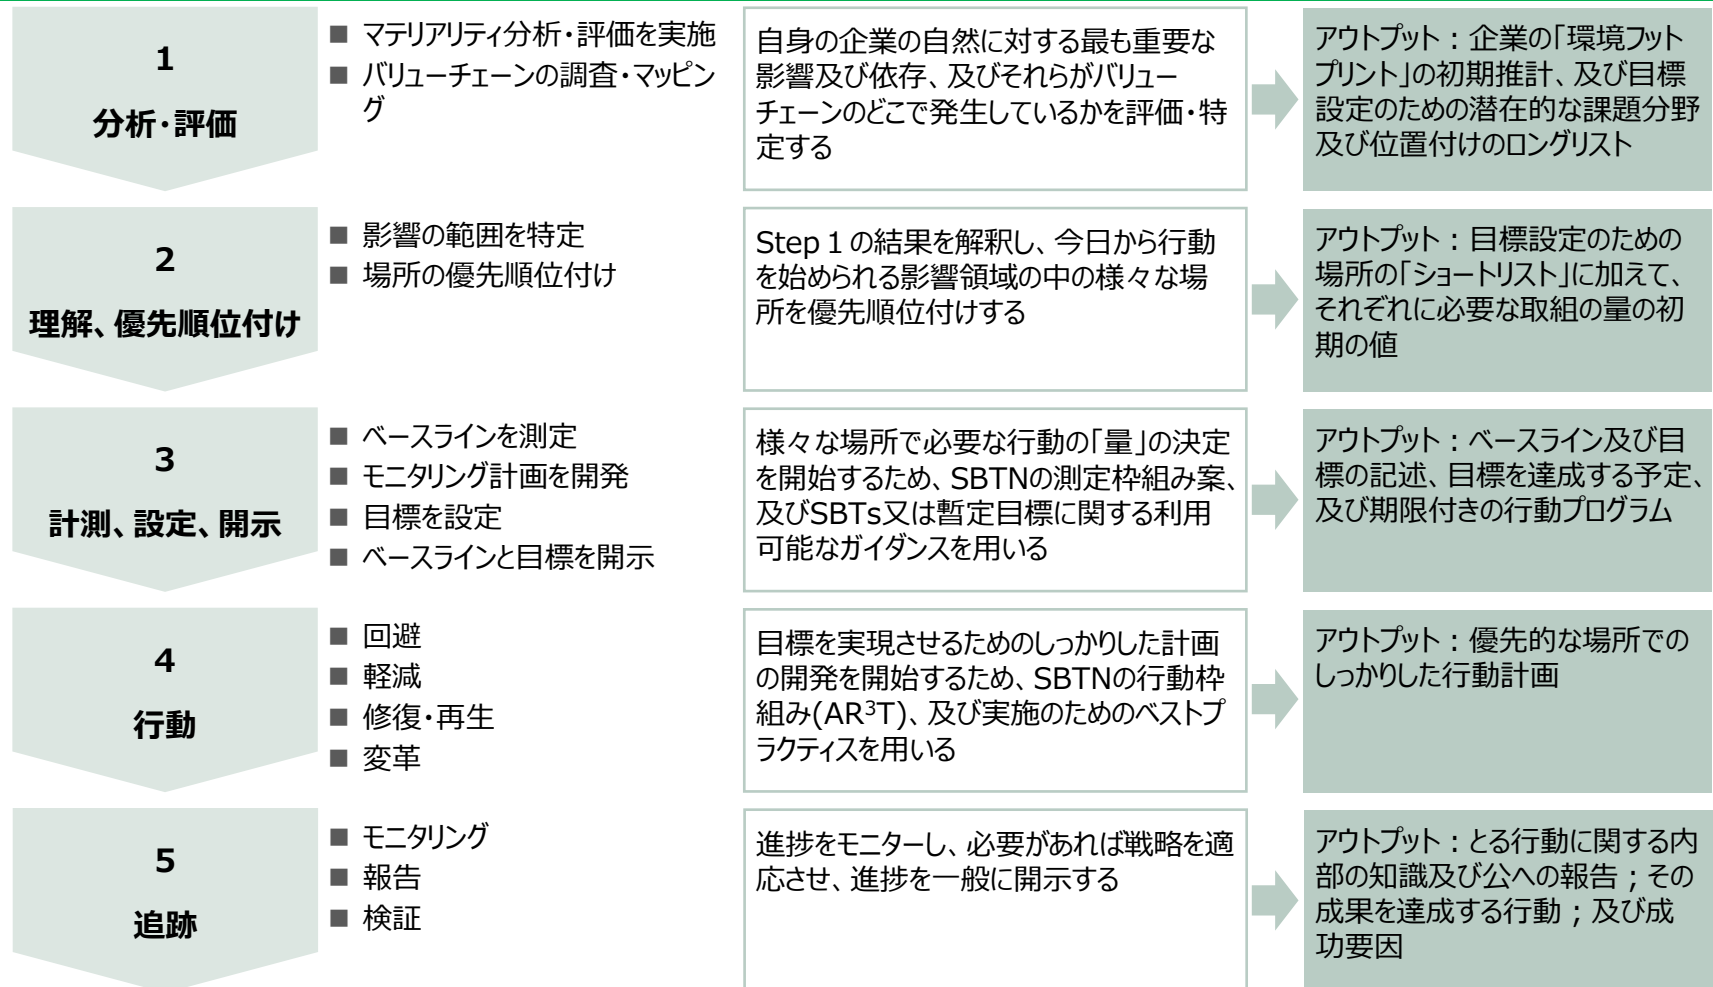 1
分析・評価
■ マテリアリティ分析・評価を実施
■ バリューチェーンの調査・マッピン
グ
自身の企業の自然に対する最も重要な
影響及び依存、及びそれらがバリュー
チェーンのどこで発生しているかを評価・特
定する
アウトプット：企業の「環境フット
プリント」の初期推計、及び目標
設定のための潜在的な課題分野
及び位置付けのロングリスト
2
理解、優先順位付け
■ 影響の範囲を特定
■ 場所の優先順位付け
Step１の結果を解釈し、今日から行動
を始められる影響領域の中の様々な場
所を優先順位付けする
アウトプット：目標設定のための
場所の「ショートリスト」に加えて、
それぞれに必要な取組の量の初
期の値
3
計測、設定、開示
■ ベースラインを測定
■ モニタリング計画を開発
■ 目標を設定
■ ベースラインと目標を開示
様々な場所で必要な行動の「量」の決定
を開始するため、SBTNの測定枠組み案、
及びSBTs又は暫定目標に関する利用
可能なガイダンスを用いる
アウトプット：ベースライン及び目
標の記述、目標を達成する予定、
及び期限付きの行動プログラム
4
行動
■ 回避
■ 軽減
■ 修復・再生
■ 変革
目標を実現させるためのしっかりした計画
の開発を開始するため、SBTNの行動枠
組み(AR³T)、及び実施のためのベストプ
ラクティスを用いる
アウトプット：優先的な場所での
しっかりした行動計画
5
追跡
■ モニタリング
■ 報告
■ 検証
進捗をモニターし、必要があれば戦略を適
応させ、進捗を一般に開示する
アウトプット：とる行動に関する内
部の知識及び公への報告；その
成果を達成する行動；及び成
功要因